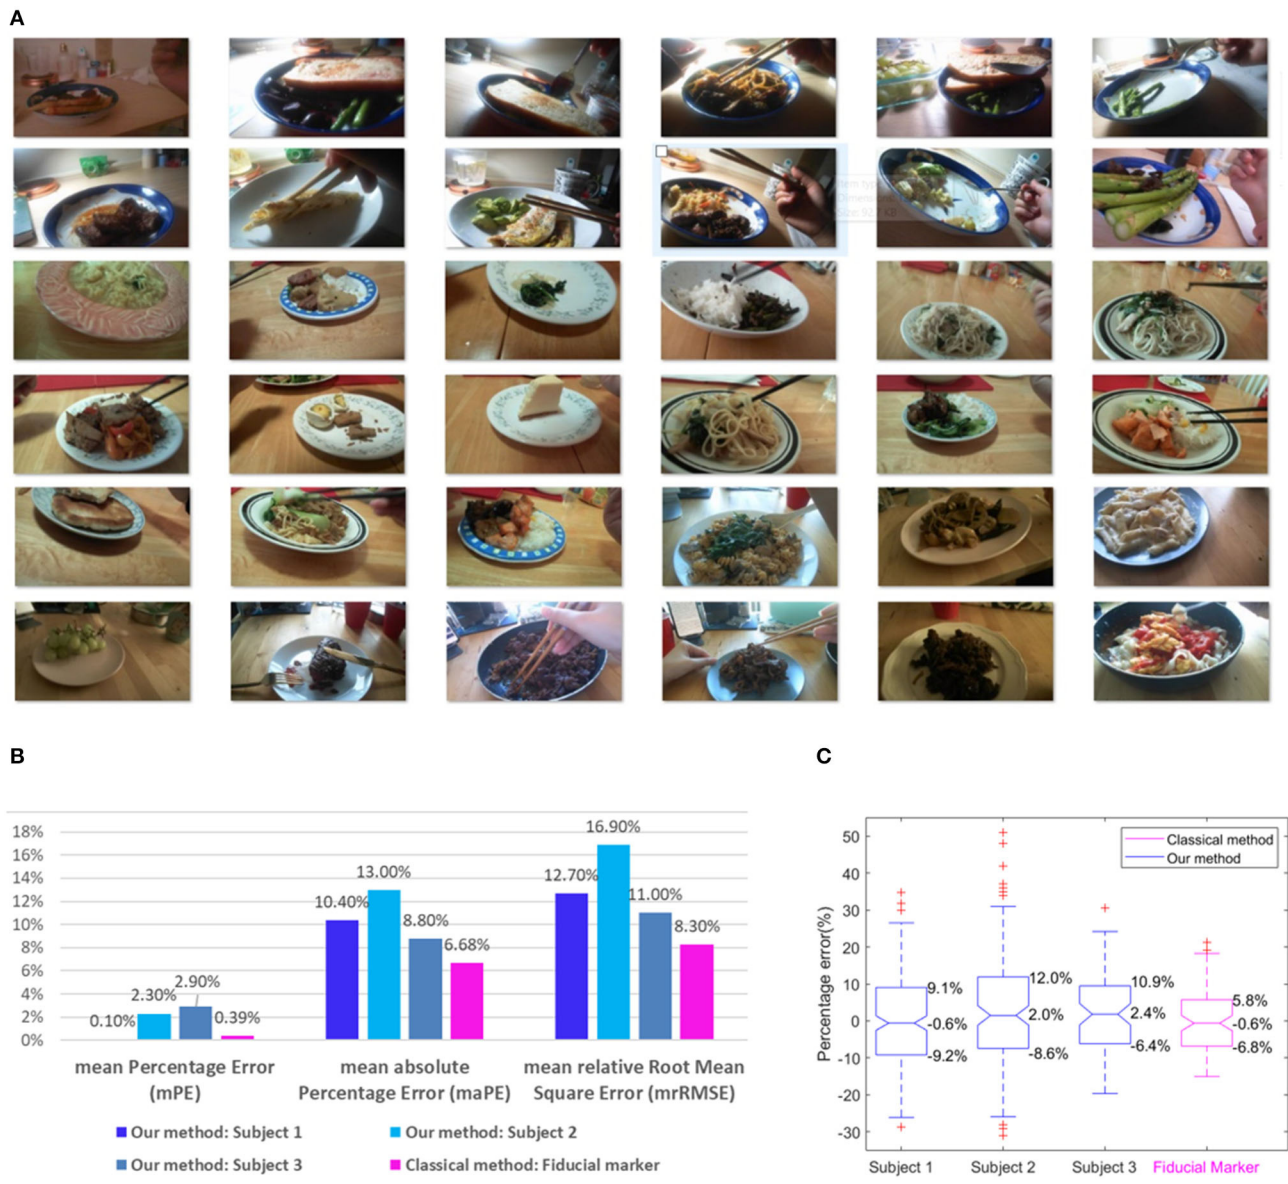 A
Size: 92. KB
B
C
18%
16%
14%
12%
10%
8%
6%
4%
2%
0%
0.10%
2.30%
2.90%
0.39%
10.40%
13.00%
8.80%
6.68%
12.70%
16.90%
11.00%
8.30%
mean Percentage Error
(mPE)
mean absolute
Percentage Error (maPE)
mean relative Root Mean
Square Error (mrRMSE)
Our method: Subject 1
Our method: Subject 2
Our method: Subject 3
Classical method: Fiducial marker
Percentage error(%)
50
40
30
20
10
0
-10
-20
-30
Classical method
Our method
9.1%
-0.6%
-9.2%
12.0%
2.0%
-8.6%
10.9%
2.4%
-6.4%
5.8%
-0.6%
-6.8%
Subject 1
Subject 2
Subject 3
Fiducial Marker